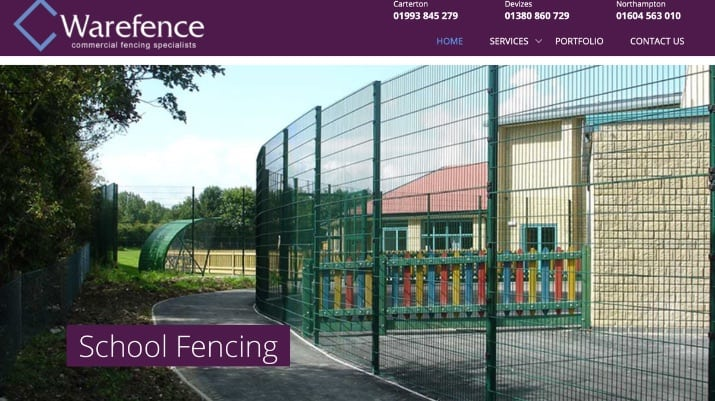 Warefence
commercial fencing specialists
Carterton
01993 845 279
Devizes
01380 860 729
Northampton
01604 563 010
HOME
SERVICES
PORTFOLIO
CONTACT US
School Fencing